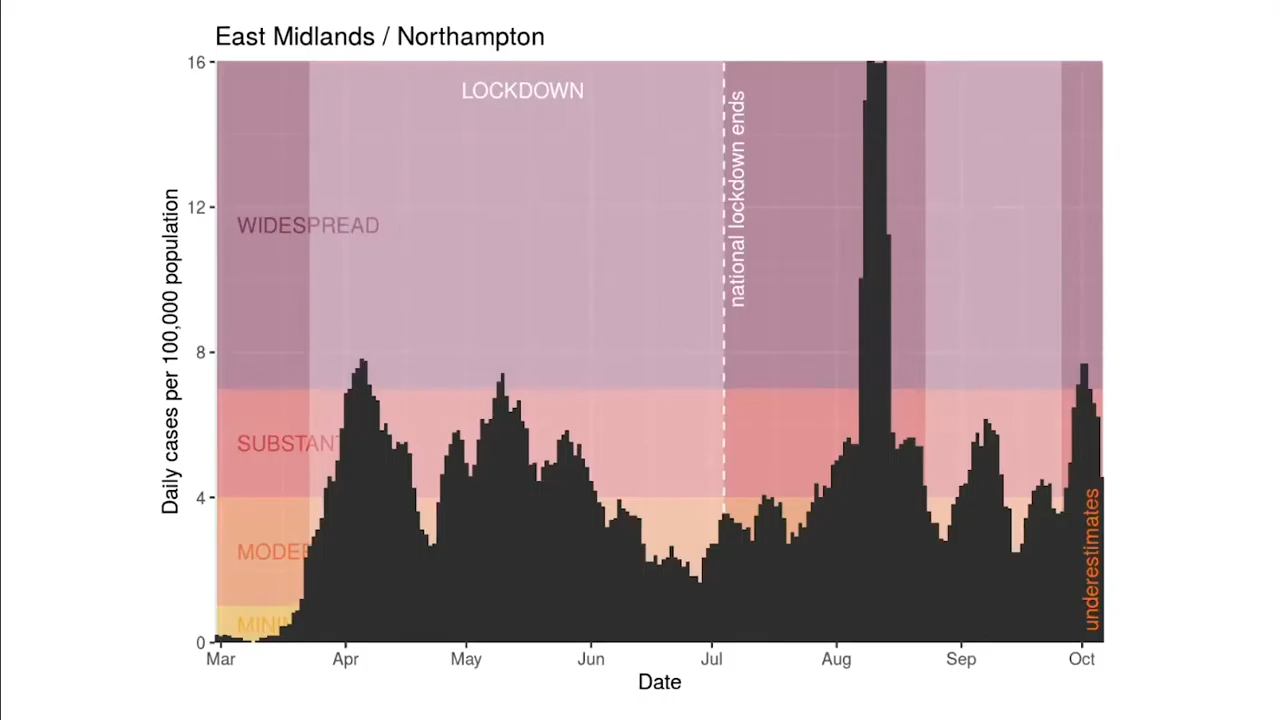 East Midlands / Northampton
16
12
8
4
0
Daily cases per 100,000 population
LOCKDOWN
national lockdown ends
WIDESPREAD
SUBSTANT
MODE
MINI
underestimates
Mar Apr May Jun Jul Aug Sep Oct
Date